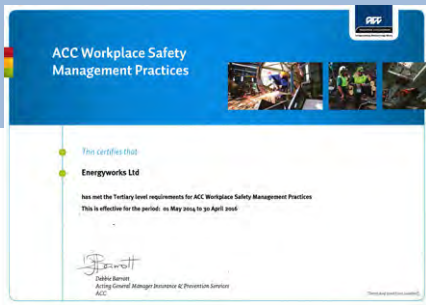 ACC
ACC Workplace Safety
Management Practices
This certifies that
Energyworks Ltd
has met the Tertiary level requirements for ACC Workplace Safety Management Practices
This is effective for the period: 01 May 2014 to 30 April 2016
Debbie Barrott
Acting General Manager Insurance & Prevention Services
ACC